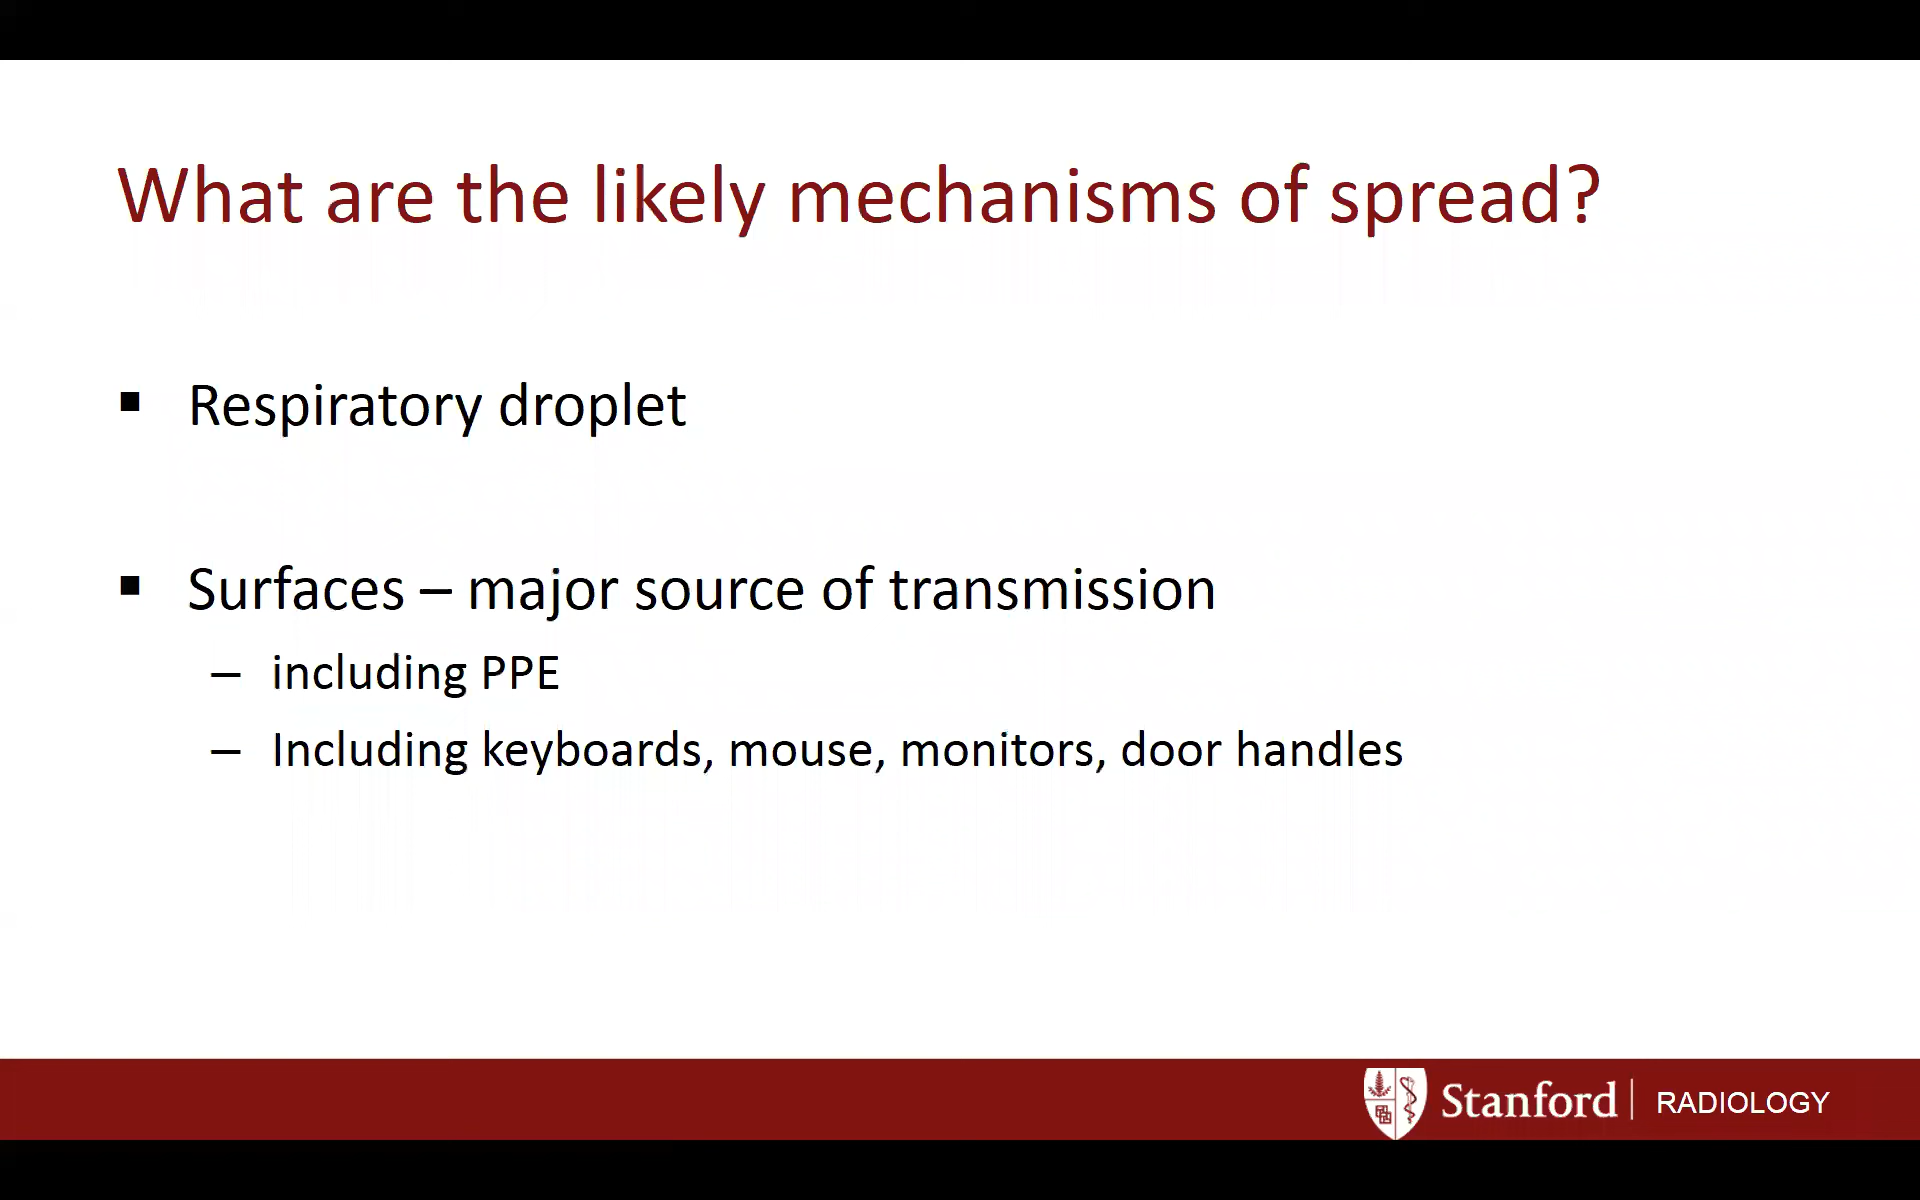 What are the likely mechanisms of spread?
▪ Respiratory droplet
▪ Surfaces – major source of transmission
– including PPE
– Including keyboards, mouse, monitors, door handles
Stanford | RADIOLOGY